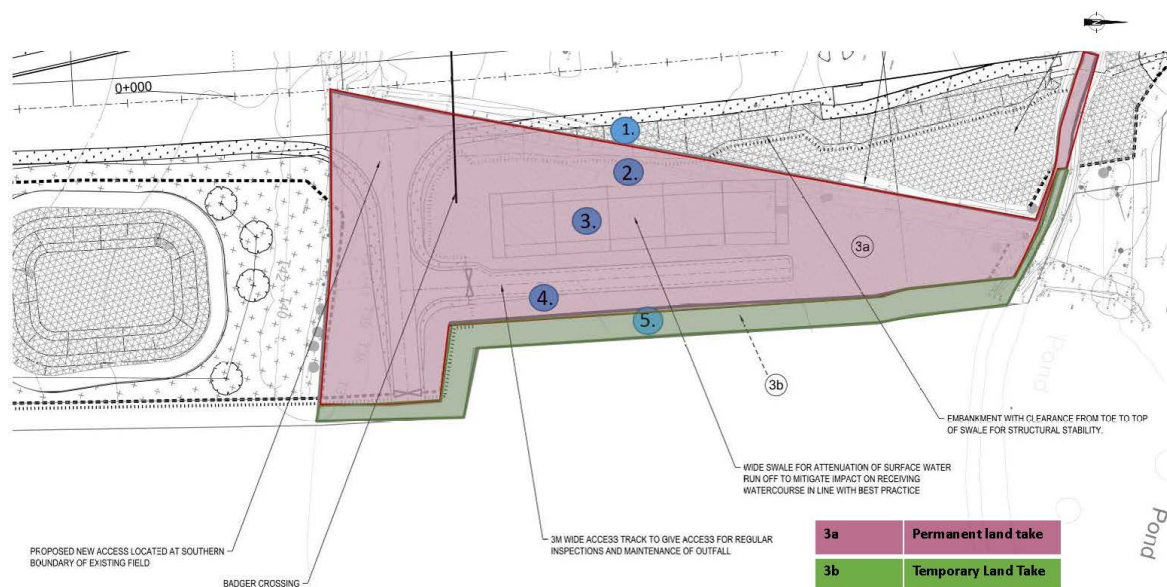 N
0+000
1.
2.
3.
3a
4.
5.
3b
Pond
Pond
EMBANKMENT WITH CLEARANCE FROM TOE TO TOP
OF SWALE FOR STRUCTURAL STABILITY.
WIDE SWALE FOR ATTENUATION OF SURFACE WATER
RUN OFF TO MITIGATE IMPACT ON RECEIVING
WATERCOURSE IN LINE WITH BEST PRACTICE
3M WIDE ACCESS TRACK TO GIVE ACCESS FOR REGULAR
INSPECTIONS AND MAINTENANCE OF OUTFALL
PROPOSED NEW ACCESS LOCATED AT SOUTHERN
BOUNDARY OF EXISTING FIELD
BADGER CROSSING
3a Permanent land take
3b Temporary Land Take